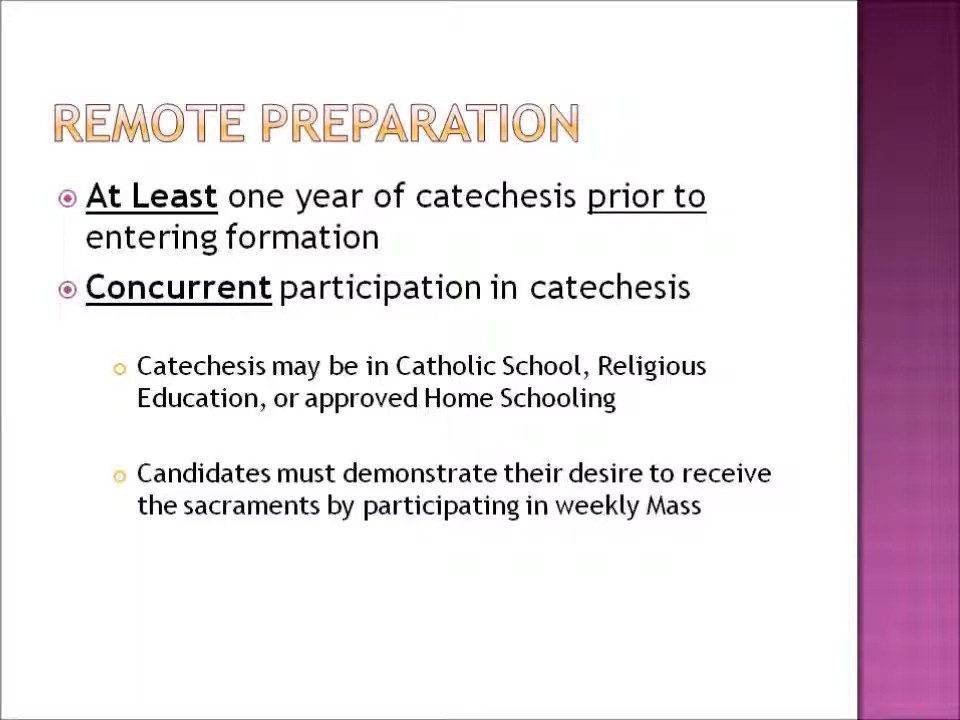 REMOTE PREPARATION
At Least one year of catechesis prior to
entering formation
Concurrent participation in catechesis
Catechesis may be in Catholic School, Religious
Education, or approved Home Schooling
Candidates must demonstrate their desire to receive
the sacraments by participating in weekly Mass